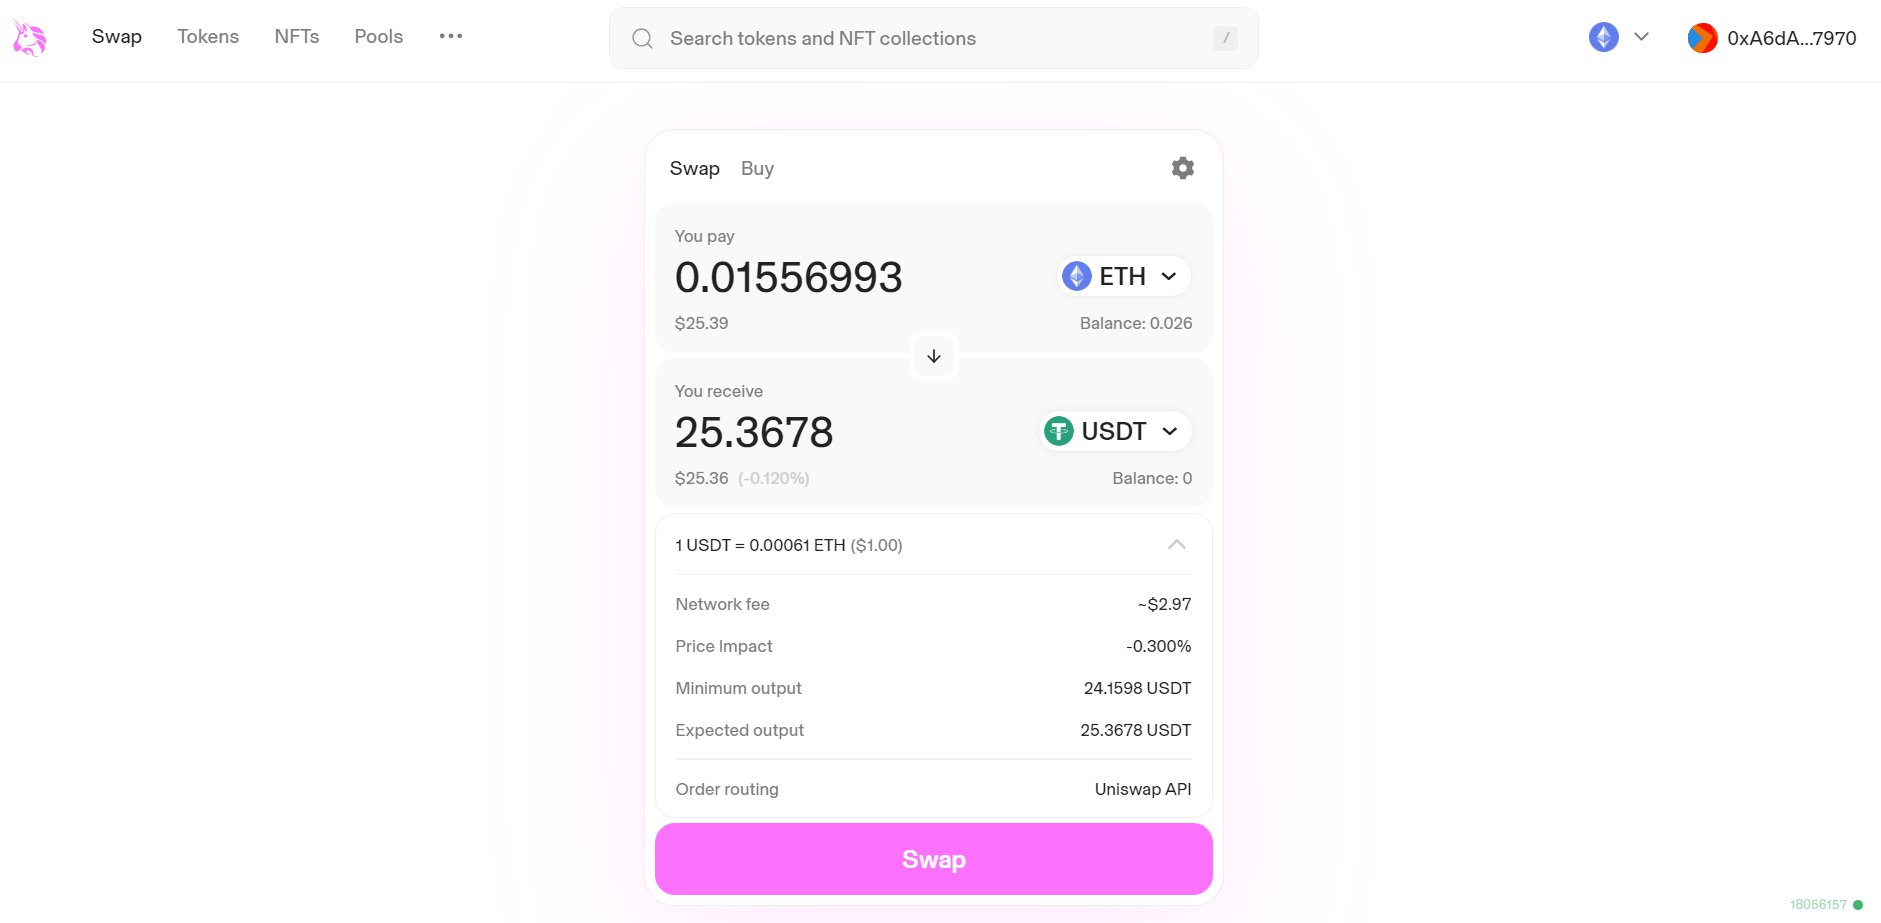 Swap Tokens NFTs Pools
Search tokens and NFT collections /
0xA6dA...7970
Swap Buy
You pay
0.01556993 ETH
$25.39 Balance: 0.026
You receive
25.3678 USDT
$25.36 (-0.120%) Balance: 0
1 USDT = 0.00061 ETH ($1.00)
Network fee ~$2.97
Price Impact -0.300%
Minimum output 24.1598 USDT
Expected output 25.3678 USDT
Order routing Uniswap API
Swap
18056157